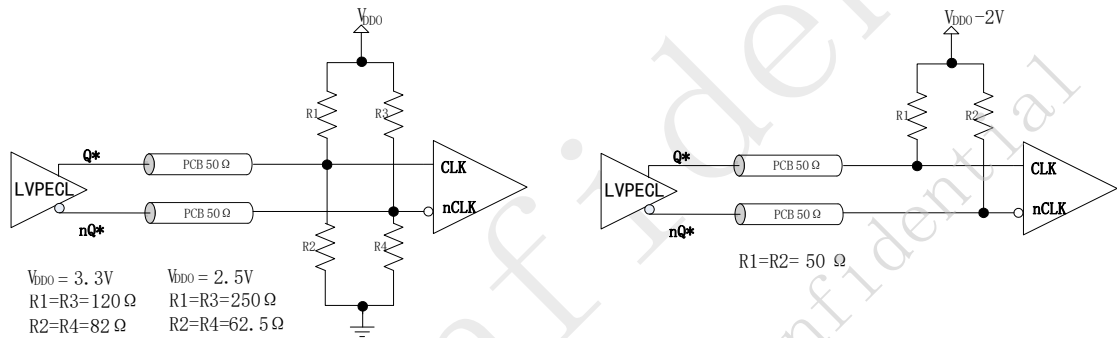 VDDO
R1
R3
Q*
PCB 50 Ω
CLK
LVPECL
PCB 50 Ω
nCLK
nQ*
R2
R4
VDDO = 3.3V
R1=R3=120 Ω
R2=R4=82 Ω
VDDO = 2.5V
R1=R3=250 Ω
R2=R4=62.5 Ω
VDDO-2V
R1
R2
Q*
PCB 50 Ω
CLK
LVPECL
PCB 50 Ω
nCLK
nQ*
R1=R2= 50 Ω
nfiden
nfidential